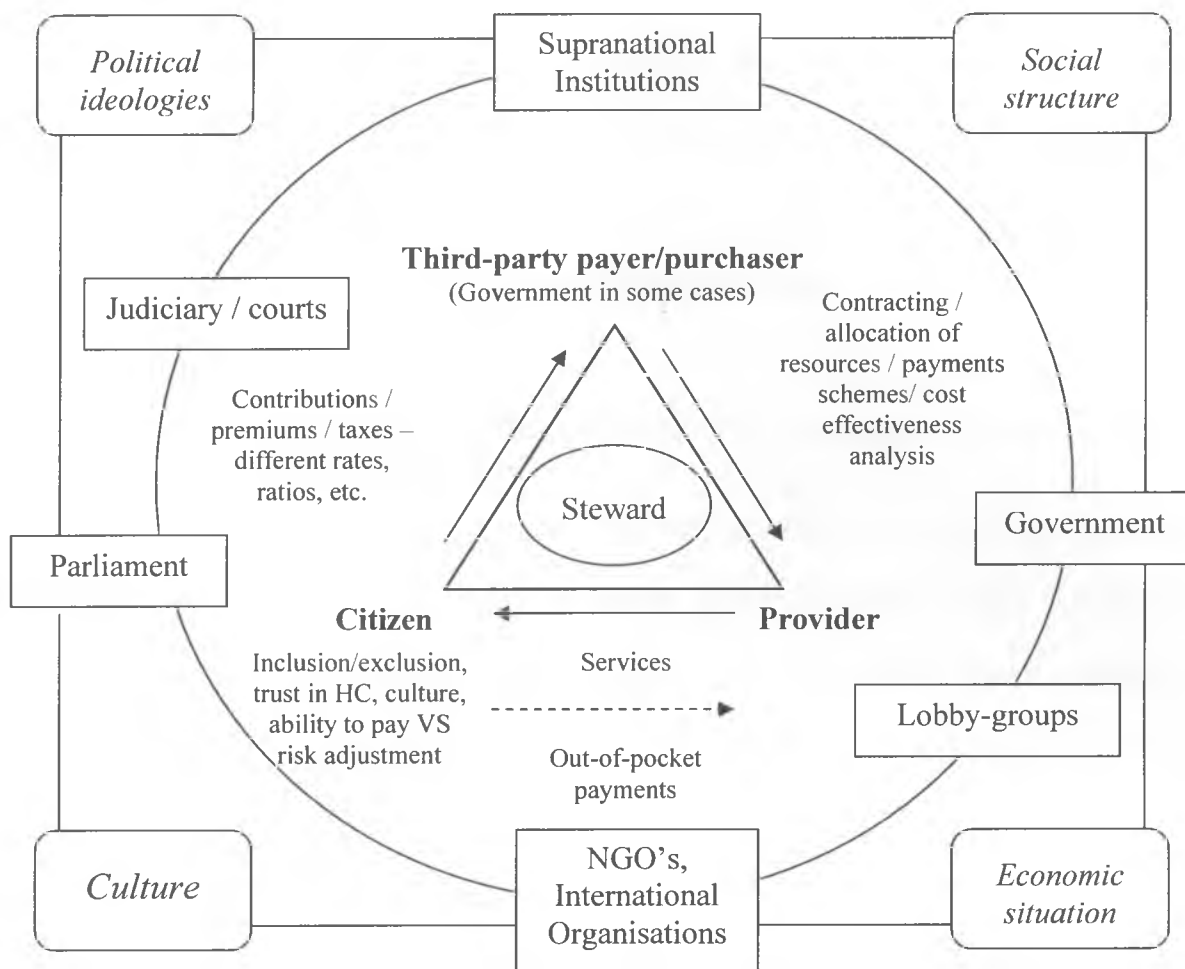 Political
ideologies
Supranational
Institutions
Social
structure
Third-party payer/purchaser
(Government in some cases)
Judiciary / courts
Contracting /
allocation of
resources / payments
schemes/ cost
effectiveness
analysis
Contributions /
premiums / taxes –
different rates,
ratios, etc.
Steward
Government
Parliament
Citizen
Provider
Inclusion/exclusion,
trust in HC, culture,
ability to pay VS
risk adjustment
Services
Lobby-groups
Out-of-pocket
payments
Culture
NGO's,
International
Organisations
Economic
situation